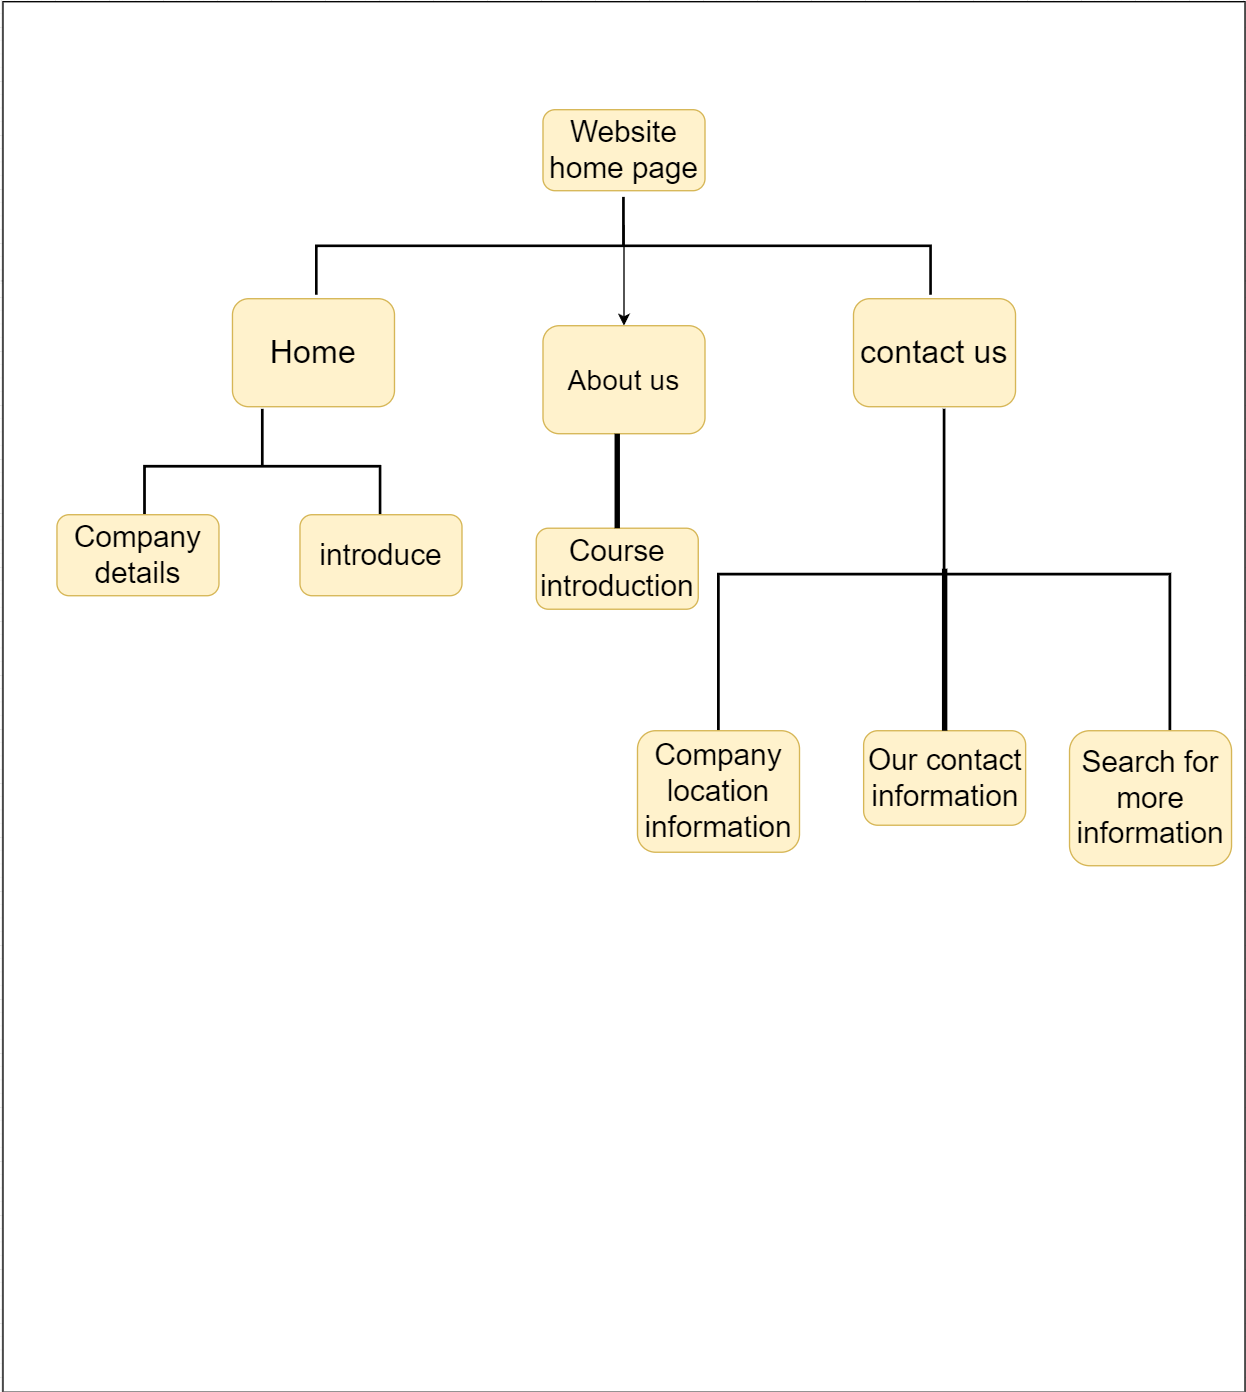 Website
home page
Home
About us
contact us
Company
details
introduce
Course
introduction
Company
location
information
Our contact
information
Search for
more
information